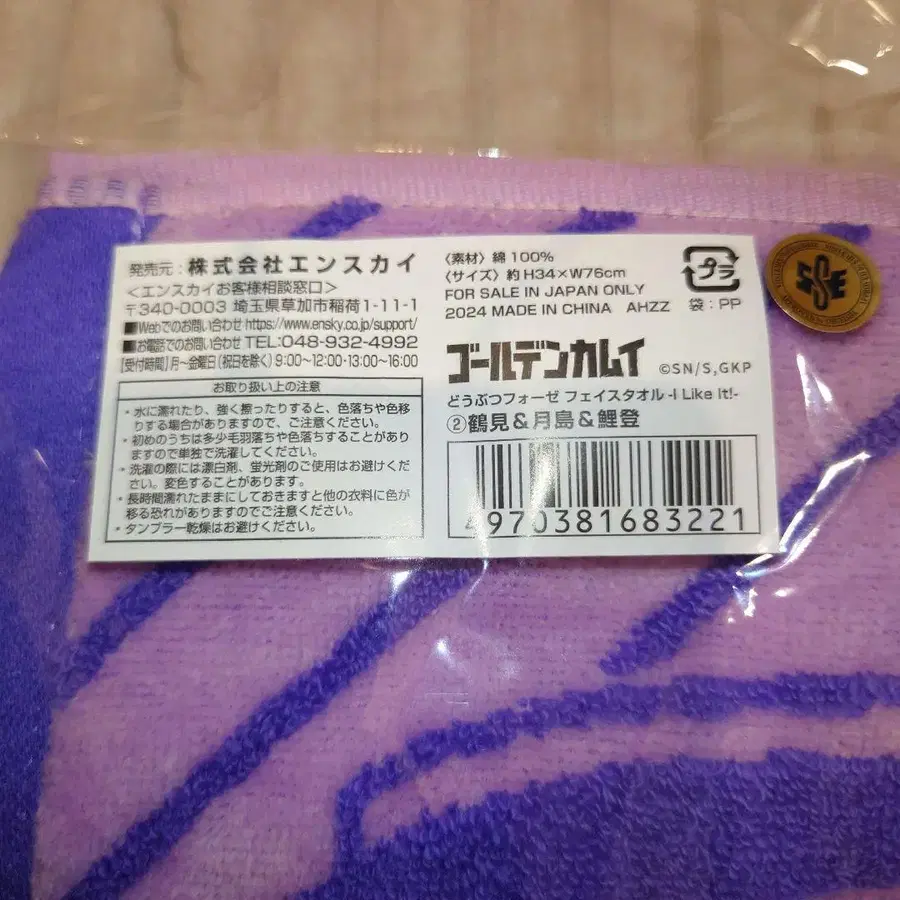 発売元:株式会社エンスカイ
<エンスカイお客様相談窓口>
〒340-0003 埼玉県草加市稲荷1-11-1
■Webでのお問い合わせ https://www.ensky.co.jp/support/
■お電話でのお問い合わせ TEL:048-932-4992
【受付時間】月~金曜日(祝日を除く)9:00~12:00・13:00~16:00
お取り扱い上の注意
・水に濡れたり、強く擦ったりすると、色落ちや色移りする場合がありますので、ご注意ください。
・初めのうちは多少毛羽落ちや色落ちすることがありますので単独で洗濯してください。
・洗濯の際には漂白剤、蛍光剤のご使用はお避けください。変色することがあります。
・長時間濡れたままにしておきますと他の衣料に色が移る恐れがありますのでご注意ください。
・タンブラー乾燥はお避けください。
〈素材〉綿100%
〈サイズ〉約H34×W76cm
FOR SALE IN JAPAN ONLY
2024 MADE IN CHINA AHZZ
プラ
袋:PP
ゴールデンカムイ ©SN/S,GKP
どうぶつフォーゼ フェイスタオル -I Like It!-
②鶴見&月島&鯉登
4970381683221